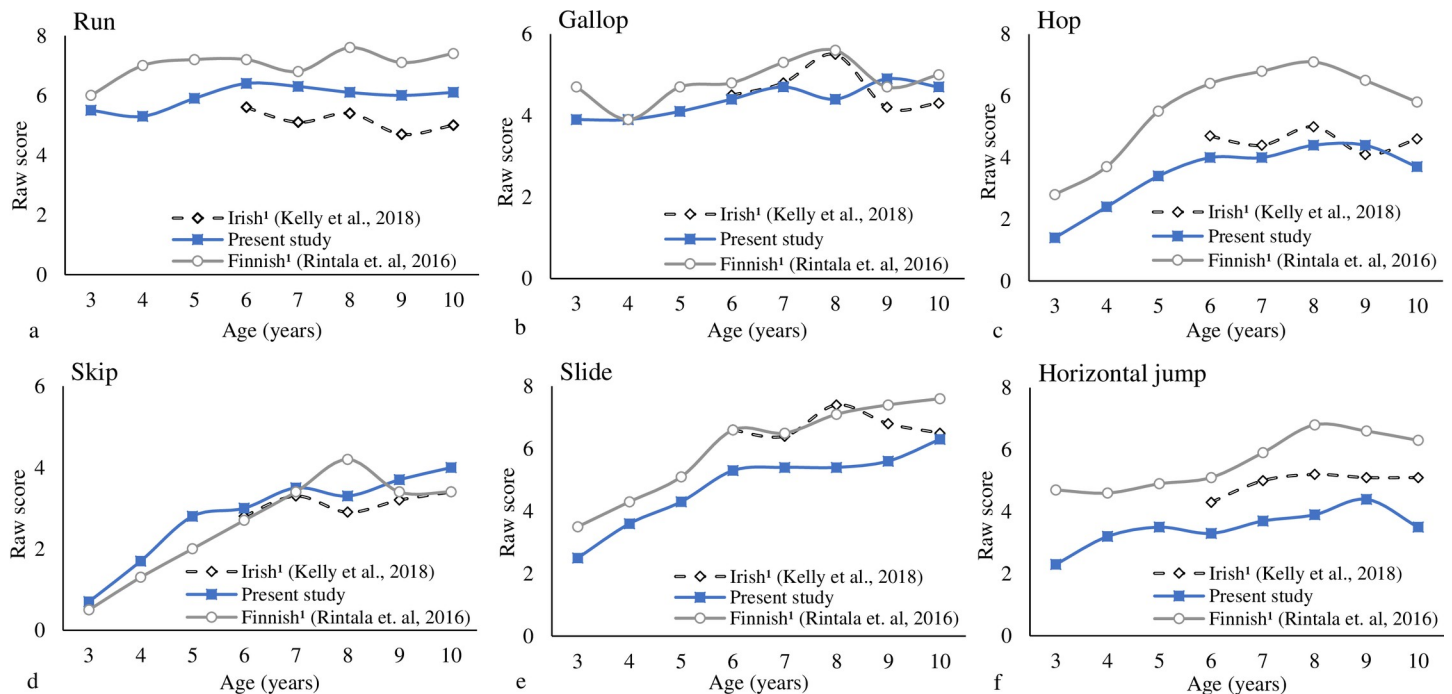 Run
8
6
4
2
0
Raw score
Irish¹ (Kelly et al., 2018)
Present study
Finnish¹ (Rintala et. al, 2016)
3 4 5 6 7 8 9 10
Age (years)
a
Gallop
6
4
2
0
Raw score
Irish¹ (Kelly et al., 2018)
Present study
Finnish¹ (Rintala et. al, 2016)
3 4 5 6 7 8 9 10
Age (years)
b
Hop
8
6
4
2
0
Rraw score
Irish¹ (Kelly et al., 2018)
Present study
Finnish¹ (Rintala et. al, 2016)
3 4 5 6 7 8 9 10
Age (years)
c
Skip
6
4
2
0
Raw score
Irish¹ (Kelly et al., 2018)
Present study
Finnish¹ (Rintala et. al, 2016)
3 4 5 6 7 8 9 10
Age (years)
d
Slide
8
6
4
2
0
Raw score
Irish¹ (Kelly et al., 2018)
Present study
Finnish¹ (Rintala et. al, 2016)
3 4 5 6 7 8 9 10
Age (years)
e
Horizontal jump
8
6
4
2
0
Raw score
Irish¹ (Kelly et al., 2018)
Present study
Finnish¹ (Rintala et. al, 2016)
3 4 5 6 7 8 9 10
Age (years)
f